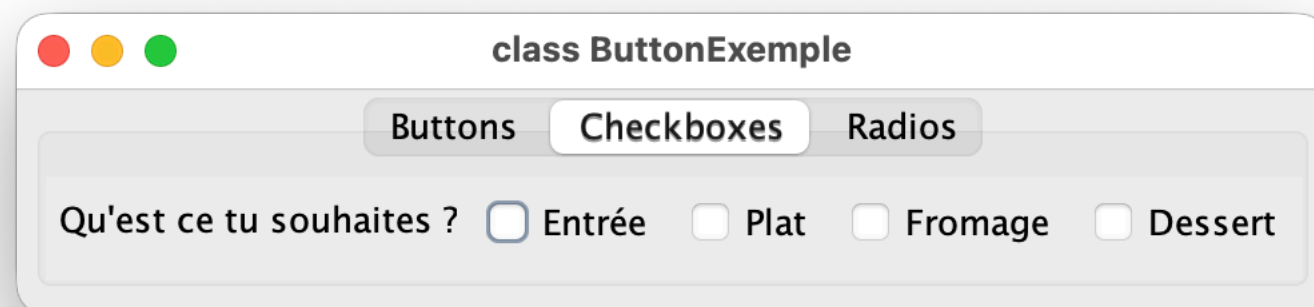 class ButtonExemple
Buttons Checkboxes Radios
Qu'est ce tu souhaites ? Entrée Plat Fromage Dessert